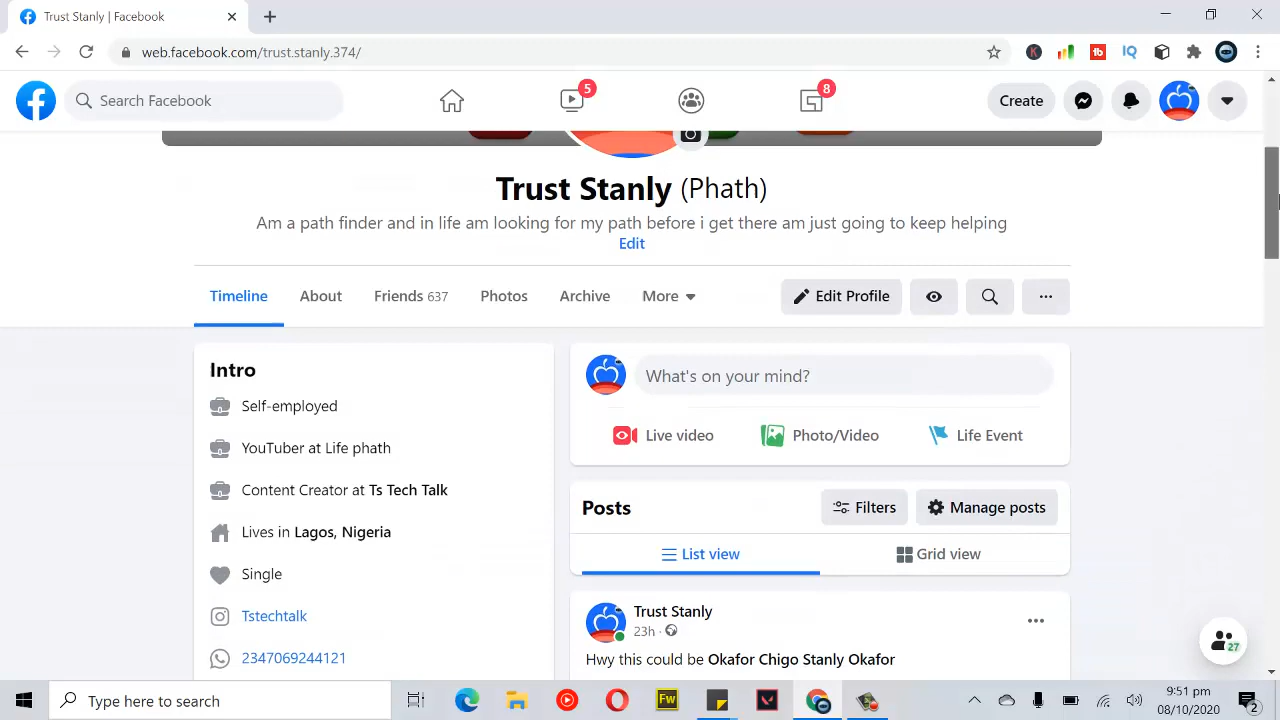 Trust Stanly | Facebook
web.facebook.com/trust.stanly.374/
K
tb
IQ
Search Facebook
5
8
Create
Trust Stanly (Phath)
Am a path finder and in life am looking for my path before i get there am just going to keep helping
Edit
Timeline
About
Friends 637
Photos
Archive
More
Edit Profile
Intro
Self-employed
YouTuber at Life phath
Content Creator at Ts Tech Talk
Lives in Lagos, Nigeria
Single
Tstechtalk
2347069244121
What's on your mind?
Live video
Photo/Video
Life Event
Posts
Filters
Manage posts
List view
Grid view
Trust Stanly
23h ·
Hwy this could be Okafor Chigo Stanly Okafor
27
Type here to search
Fw
9:51 pm
08/10/2020
2